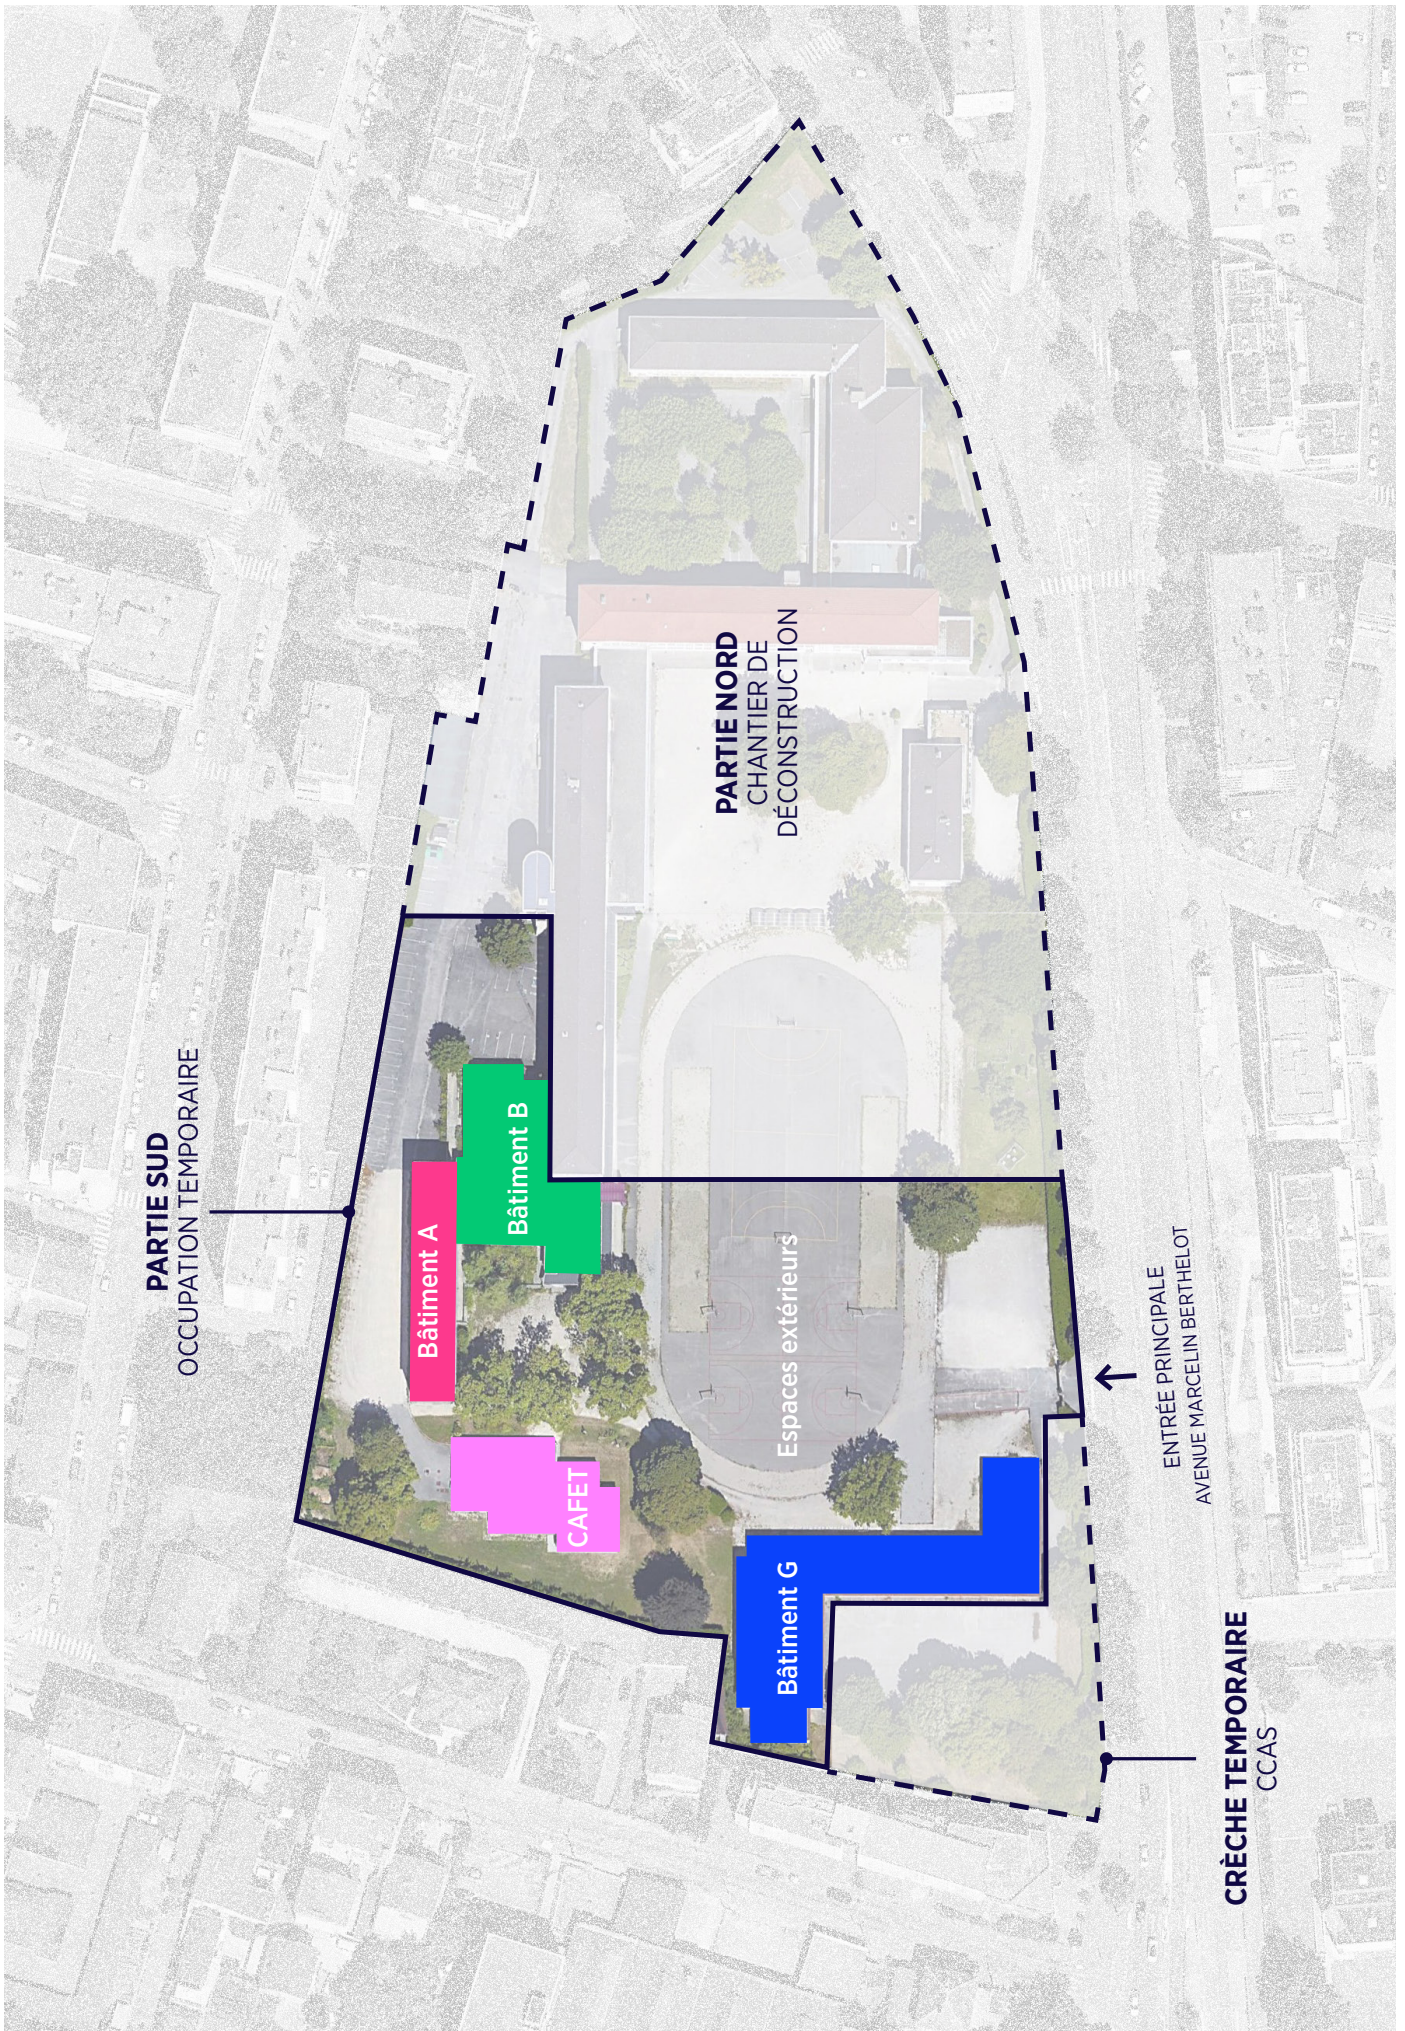 PARTIE SUD
OCCUPATION TEMPORAIRE
Bâtiment A
Bâtiment B
CAFET
PARTIE NORD
CHANTIER DE
DÉCONSTRUCTION
Espaces extérieurs
Bâtiment G
ENTRÉE PRINCIPALE
AVENUE MARCELIN BERTHELOT
CRÈCHE TEMPORAIRE
CCAS